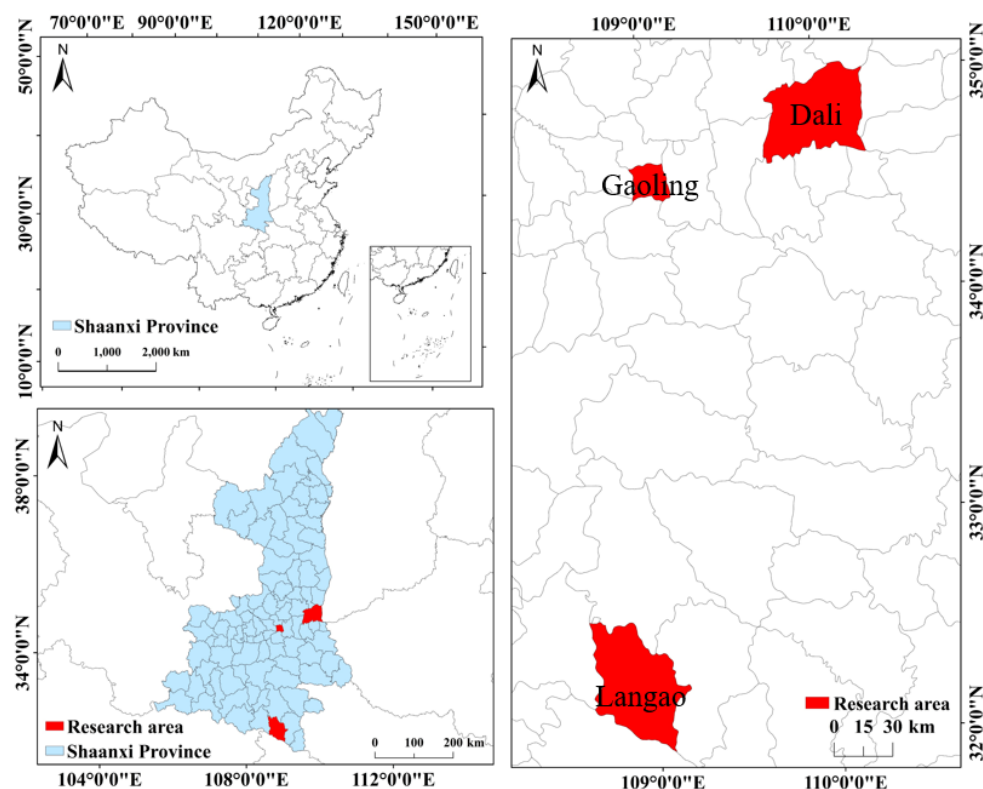 70°0'0"E 90°0'0"E 120°0'0"E 150°0'0"E
50°0'0"N
30°0'0"N
10°0'0"N
N
Shaanxi Province
0 1,000 2,000 km
N
38°0'0"N
34°0'0"N
Research area
Shaanxi Province
0 100 200 km
104°0'0"E 108°0'0"E 112°0'0"E
109°0'0"E 110°0'0"E
N
35°0'0"N
34°0'0"N
33°0'0"N
32°0'0"N
Dali
Gaoling
Langao
Research area
0 15 30 km
109°0'0"E 110°0'0"E